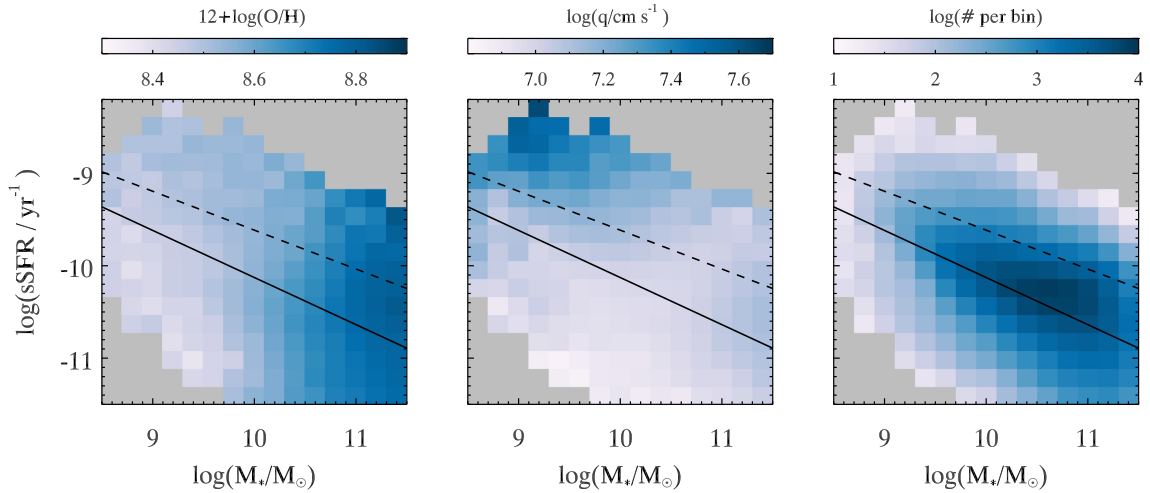 12+log(O/H)
8.4 8.6 8.8
log(q/cm s⁻¹)
7.0 7.2 7.4 7.6
log(# per bin)
1 2 3 4
log(sSFR / yr⁻¹)
-9
-10
-11
9 10 11
log(M*/M☉)
9 10 11
log(M*/M☉)
9 10 11
log(M*/M☉)